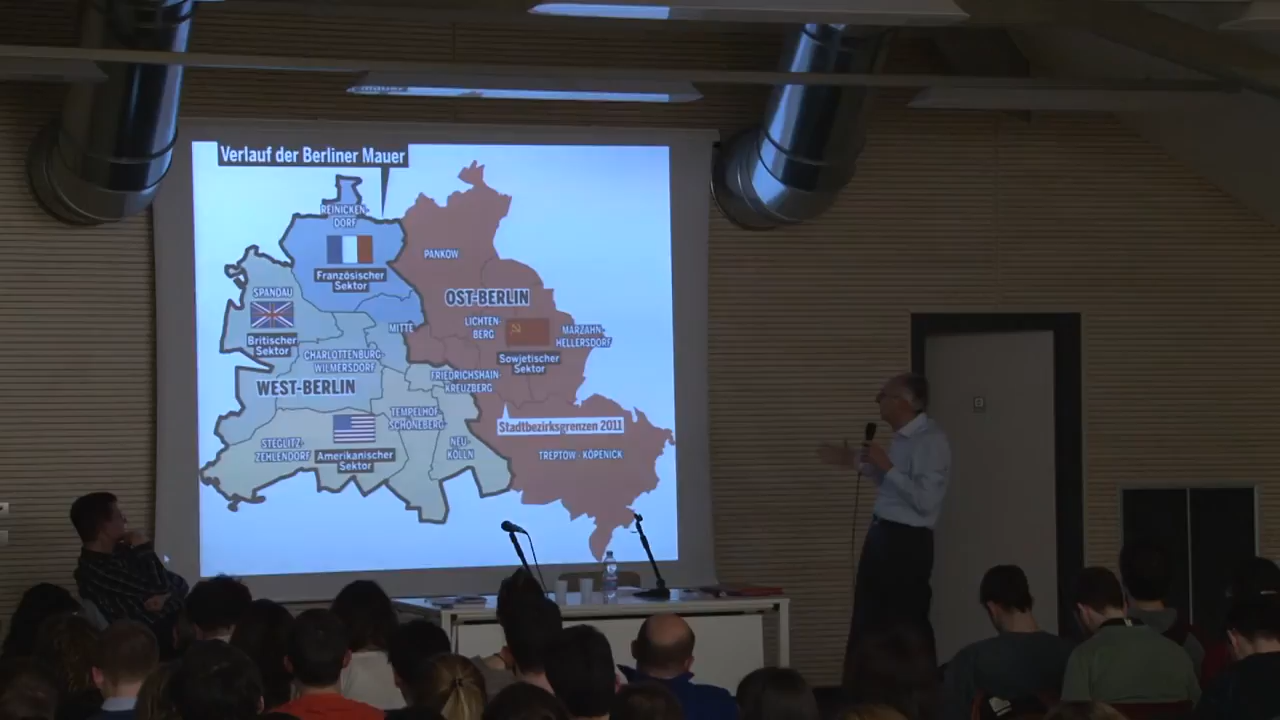 Verlauf der Berliner Mauer
REINICKEN-
DORF
Französischer
Sektor
PANKOW
SPANDAU
OST-BERLIN
Britischer
Sektor
MITTE
LICHTEN-
BERG
MARZAHN-
HELLERSDORF
Sowjetischer
Sektor
CHARLOTTENBURG-
WILMERSDORF
FRIEDRICHSHAIN-
KREUZBERG
WEST-BERLIN
TEMPELHOF-
SCHÖNEBERG
Stadtbezirksgrenzen 2011
STEGLITZ-
ZEHLENDORF
Amerikanischer
Sektor
NEU-
KÖLLN
TREPTOW - KÖPENICK